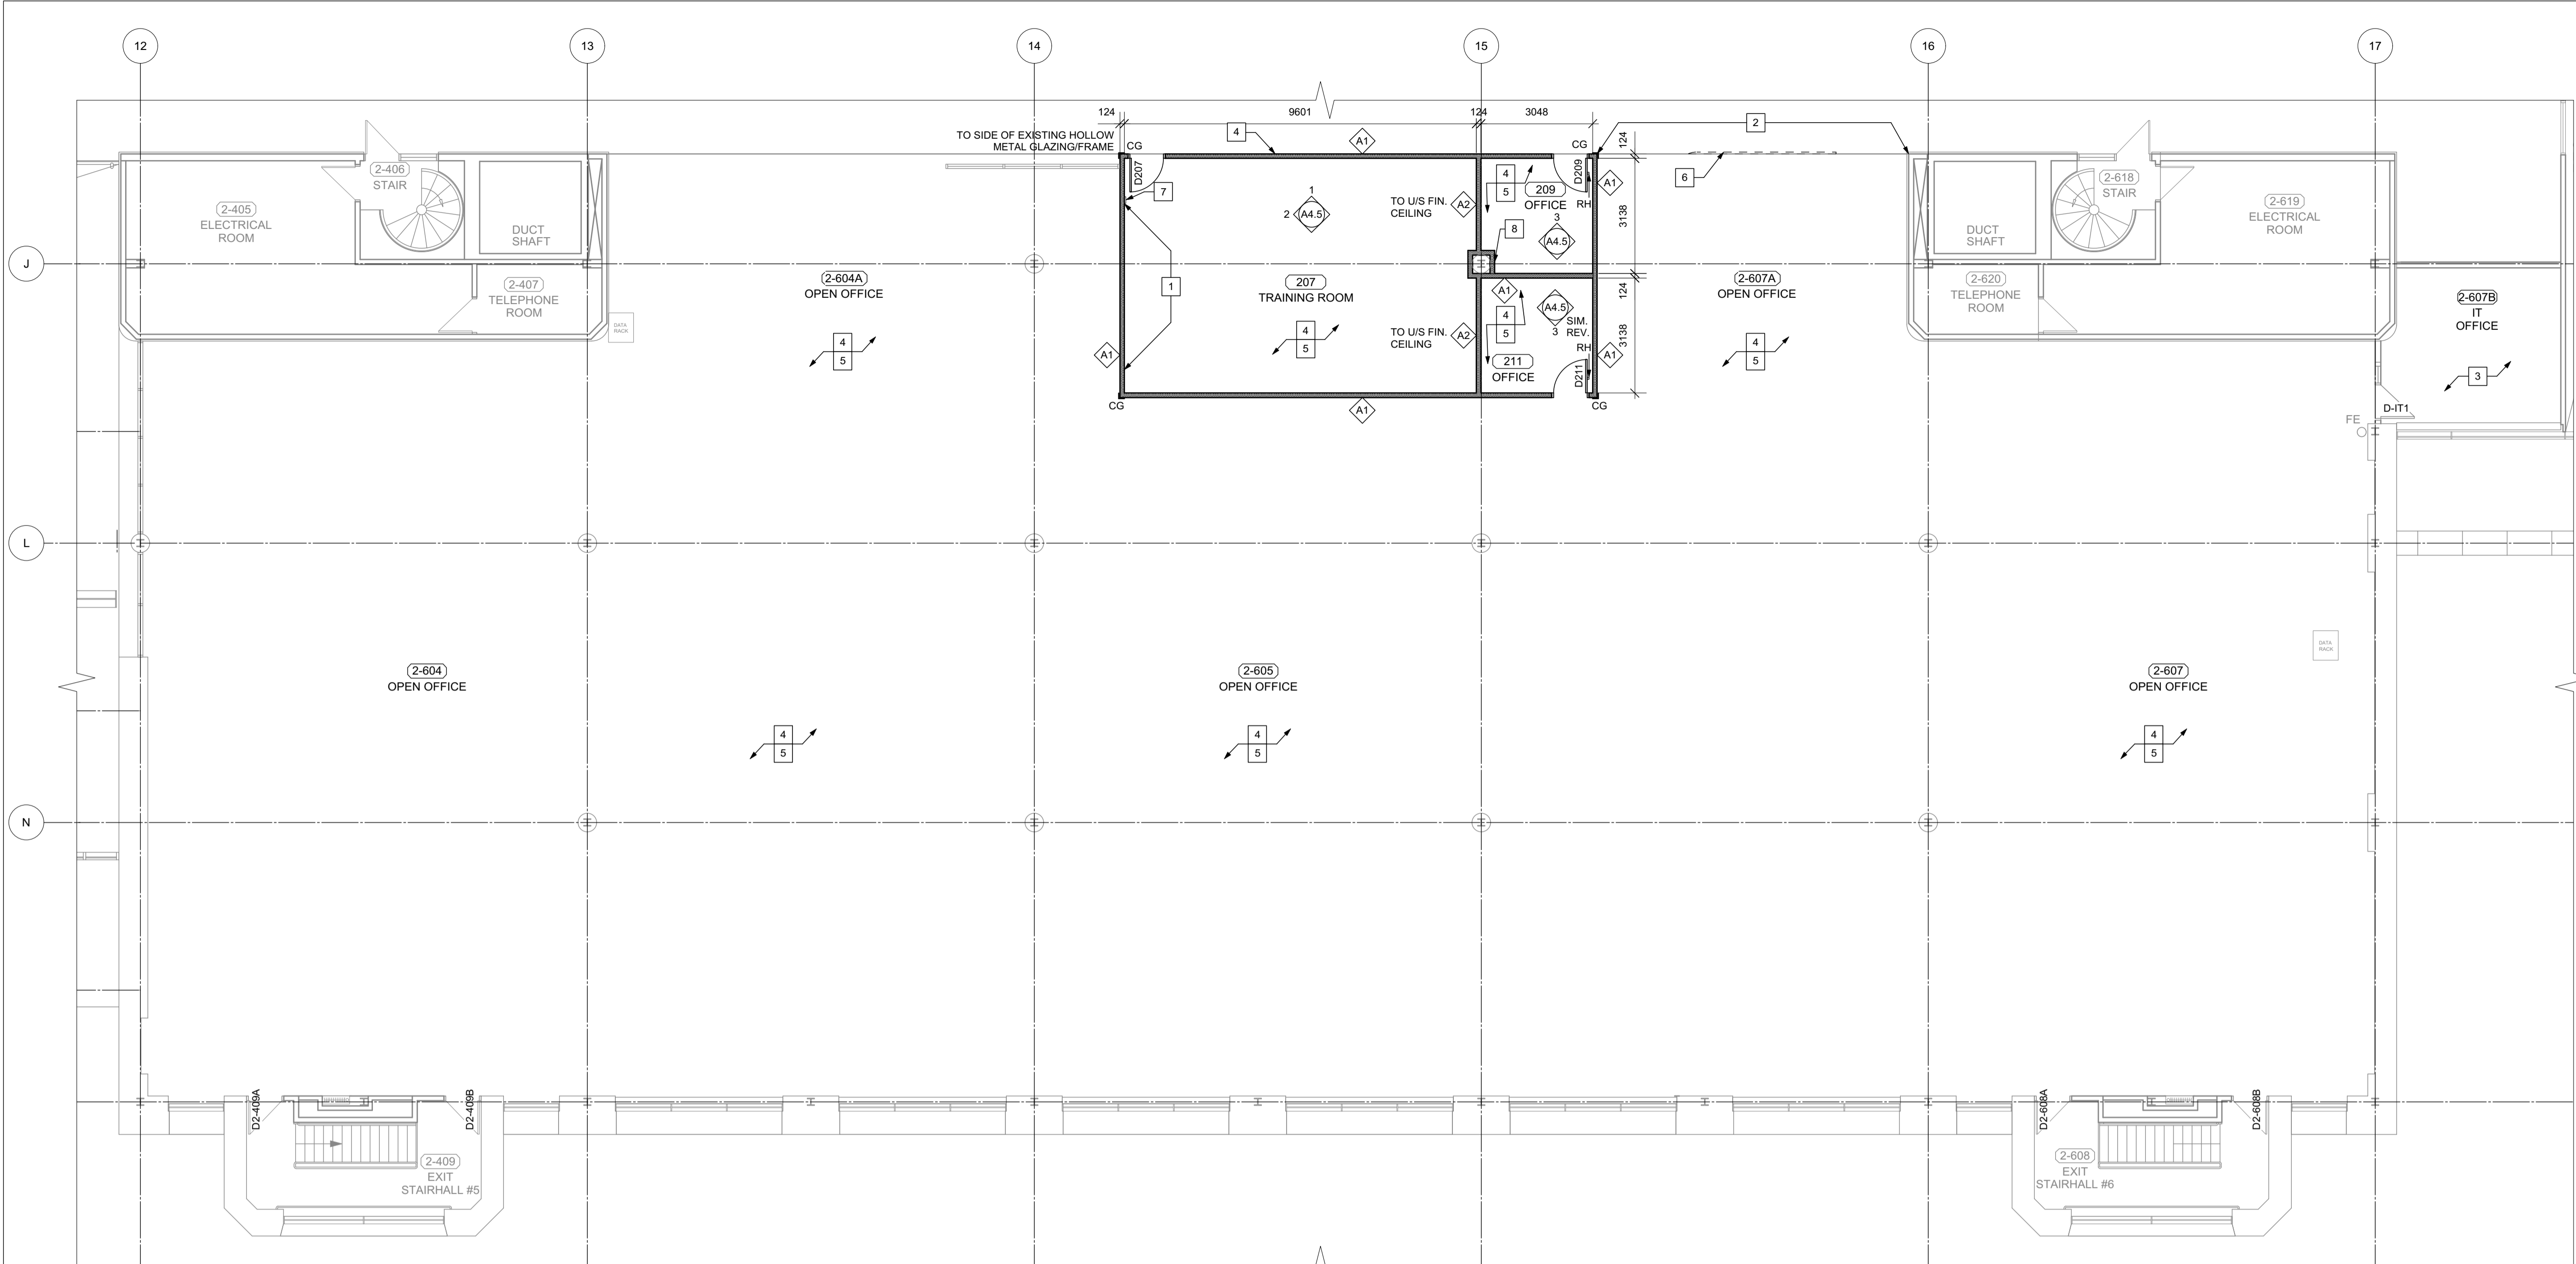 12
13
14
15
16
17
124
9601
124
3048
TO SIDE OF EXISTING HOLLOW
METAL GLAZING/FRAME
CG
4
A1
CG
2
124
D207
7
1
2
A4.5
TO U/S FIN.
CEILING
A2
4
5
209
OFFICE
D209
RH
A1
3
A4.5
8
3138
6
2-406
STAIR
2-405
ELECTRICAL
ROOM
DUCT
SHAFT
2-618
STAIR
DUCT
SHAFT
2-619
ELECTRICAL
ROOM
J
2-407
TELEPHONE
ROOM
DATA
RACK
2-604A
OPEN OFFICE
4
5
1
207
TRAINING ROOM
4
5
TO U/S FIN.
CEILING
A2
A1
4
5
A4.5
3
SIM.
REV.
RH
124
3138
211
OFFICE
D211
A1
A1
CG
A1
CG
2-607A
OPEN OFFICE
4
5
2-620
TELEPHONE
ROOM
2-607B
IT
OFFICE
3
D-IT1
FE
L
DATA
RACK
2-604
OPEN OFFICE
2-605
OPEN OFFICE
2-607
OPEN OFFICE
4
5
4
5
4
5
N
D2-409A
D2-409B
2-409
EXIT
STAIRHALL #5
D2-608A
D2-608B
2-608
EXIT
STAIRHALL #6